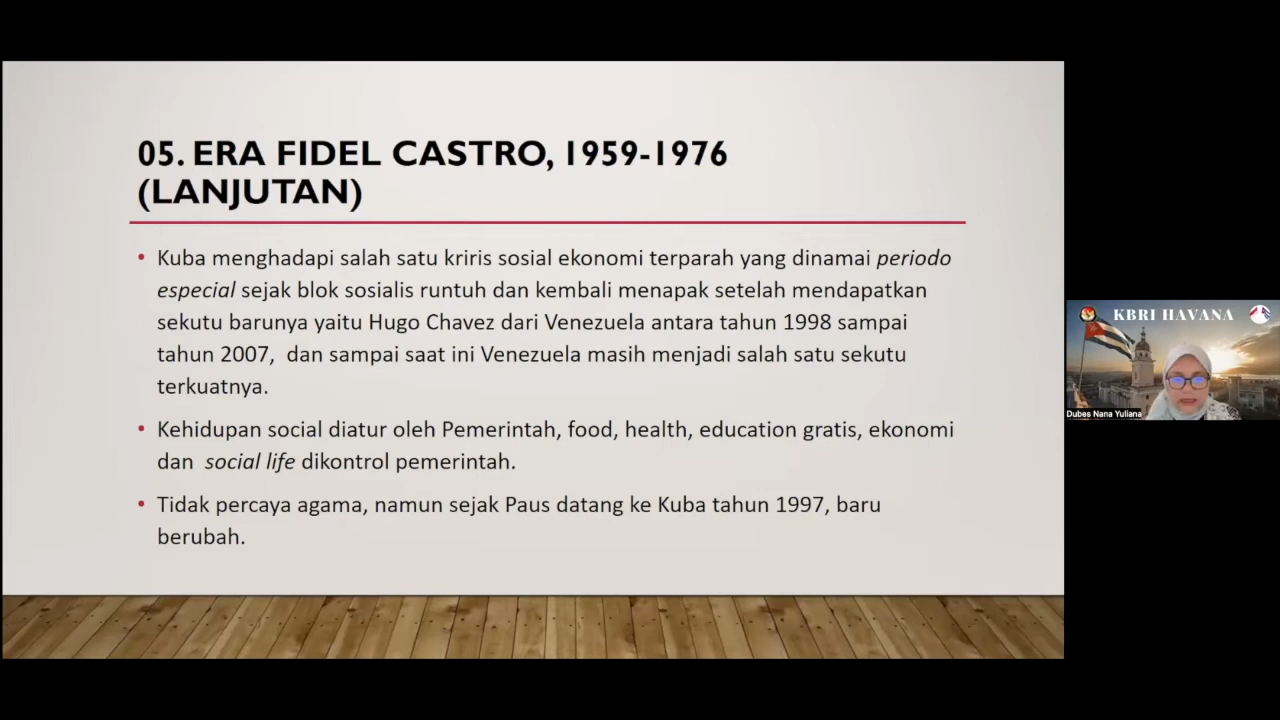 05. ERA FIDEL CASTRO, 1959-1976
(LANJUTAN)
• Kuba menghadapi salah satu kriris sosial ekonomi terparah yang dinamai periodo
especial sejak blok sosialis runtuh dan kembali menapak setelah mendapatkan
sekutu barunya yaitu Hugo Chavez dari Venezuela antara tahun 1998 sampai
tahun 2007, dan sampai saat ini Venezuela masih menjadi salah satu sekutu
terkuatnya.
• Kehidupan social diatur oleh Pemerintah, food, health, education gratis, ekonomi
dan social life dikontrol pemerintah.
• Tidak percaya agama, namun sejak Paus datang ke Kuba tahun 1997, baru
berubah.
KBRI HAVANA
Dubes Nana Yuliana